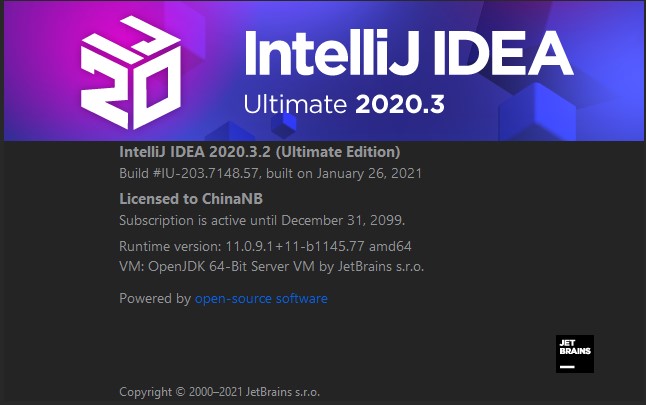 IJ
20
IntelliJ IDEA
Ultimate 2020.3
IntelliJ IDEA 2020.3.2 (Ultimate Edition)
Build #IU-203.7148.57, built on January 26, 2021
Licensed to ChinaNB
Subscription is active until December 31, 2099.
Runtime version: 11.0.9.1+11-b1145.77 amd64
VM: OpenJDK 64-Bit Server VM by JetBrains s.r.o.
Powered by open-source software
JET
BRAINS
Copyright © 2000–2021 JetBrains s.r.o.